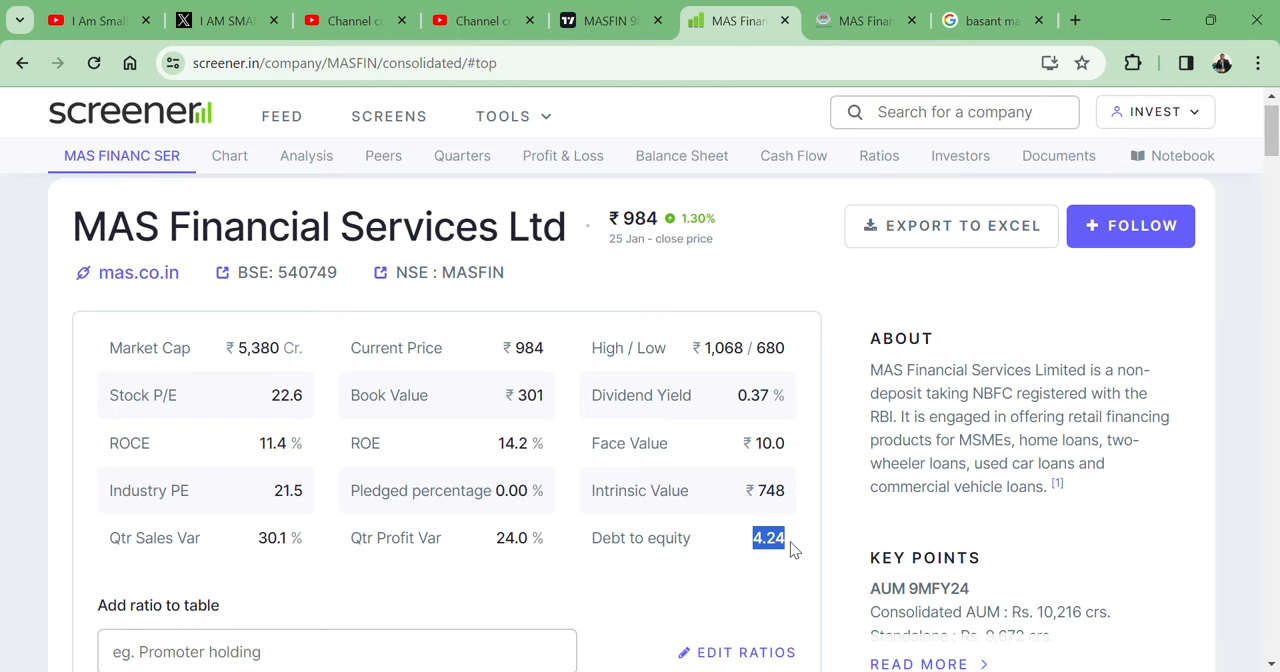 I Am Small
I AM SMA
Channel co
Channel co
MASFIN 98
MAS Finan
MAS Finan
basant ma
screener.in/company/MASFIN/consolidated/#top
screener
FEED
SCREENS
TOOLS
Search for a company
INVEST
MAS FINANC SER
Chart
Analysis
Peers
Quarters
Profit & Loss
Balance Sheet
Cash Flow
Ratios
Investors
Documents
Notebook
MAS Financial Services Ltd
₹ 984 1.30%
25 Jan - close price
EXPORT TO EXCEL
+ FOLLOW
mas.co.in
BSE: 540749
NSE : MASFIN
Market Cap ₹ 5,380 Cr.
Current Price ₹ 984
High / Low ₹ 1,068 / 680
Stock P/E 22.6
Book Value ₹ 301
Dividend Yield 0.37 %
ROCE 11.4 %
ROE 14.2 %
Face Value ₹ 10.0
Industry PE 21.5
Pledged percentage 0.00 %
Intrinsic Value ₹ 748
Qtr Sales Var 30.1 %
Qtr Profit Var 24.0 %
Debt to equity 4.24
Add ratio to table
eg. Promoter holding
EDIT RATIOS
ABOUT
MAS Financial Services Limited is a non-
deposit taking NBFC registered with the
RBI. It is engaged in offering retail financing
products for MSMEs, home loans, two-
wheeler loans, used car loans and
commercial vehicle loans. [1]
KEY POINTS
AUM 9MFY24
Consolidated AUM : Rs. 10,216 crs.
Standalone : Rs. 9,672 crs.
READ MORE